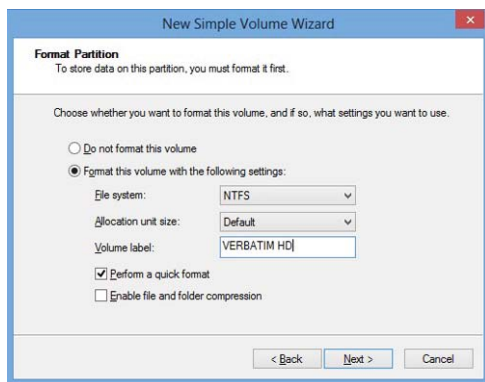 New Simple Volume Wizard
Format Partition
To store data on this partition, you must format it first.
Choose whether you want to format this volume, and if so, what settings you want to use.
Do not format this volume
Format this volume with the following settings:
File system: NTFS
Allocation unit size: Default
Volume label: VERBATIM HD
Perform a quick format
Enable file and folder compression
< Back Next > Cancel